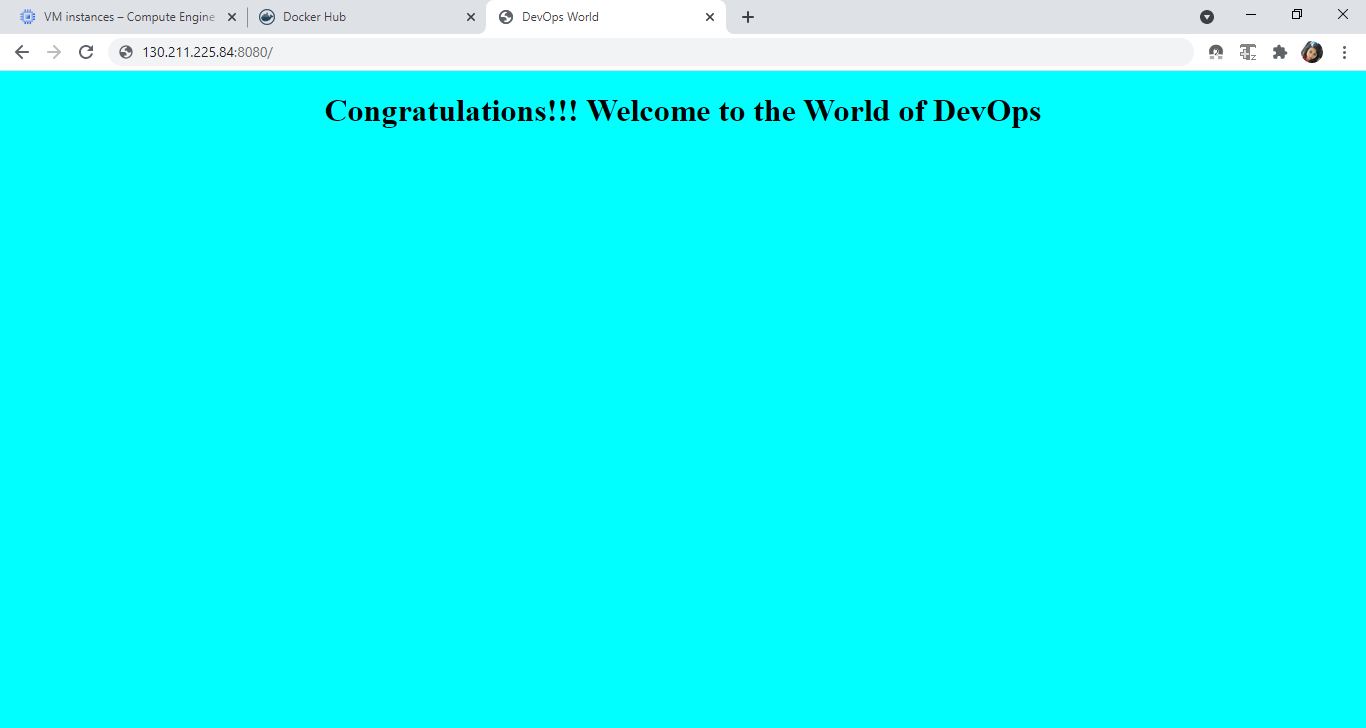 VM instances – Compute Engine
Docker Hub
DevOps World
130.211.225.84:8080/
Congratulations!!! Welcome to the World of DevOps